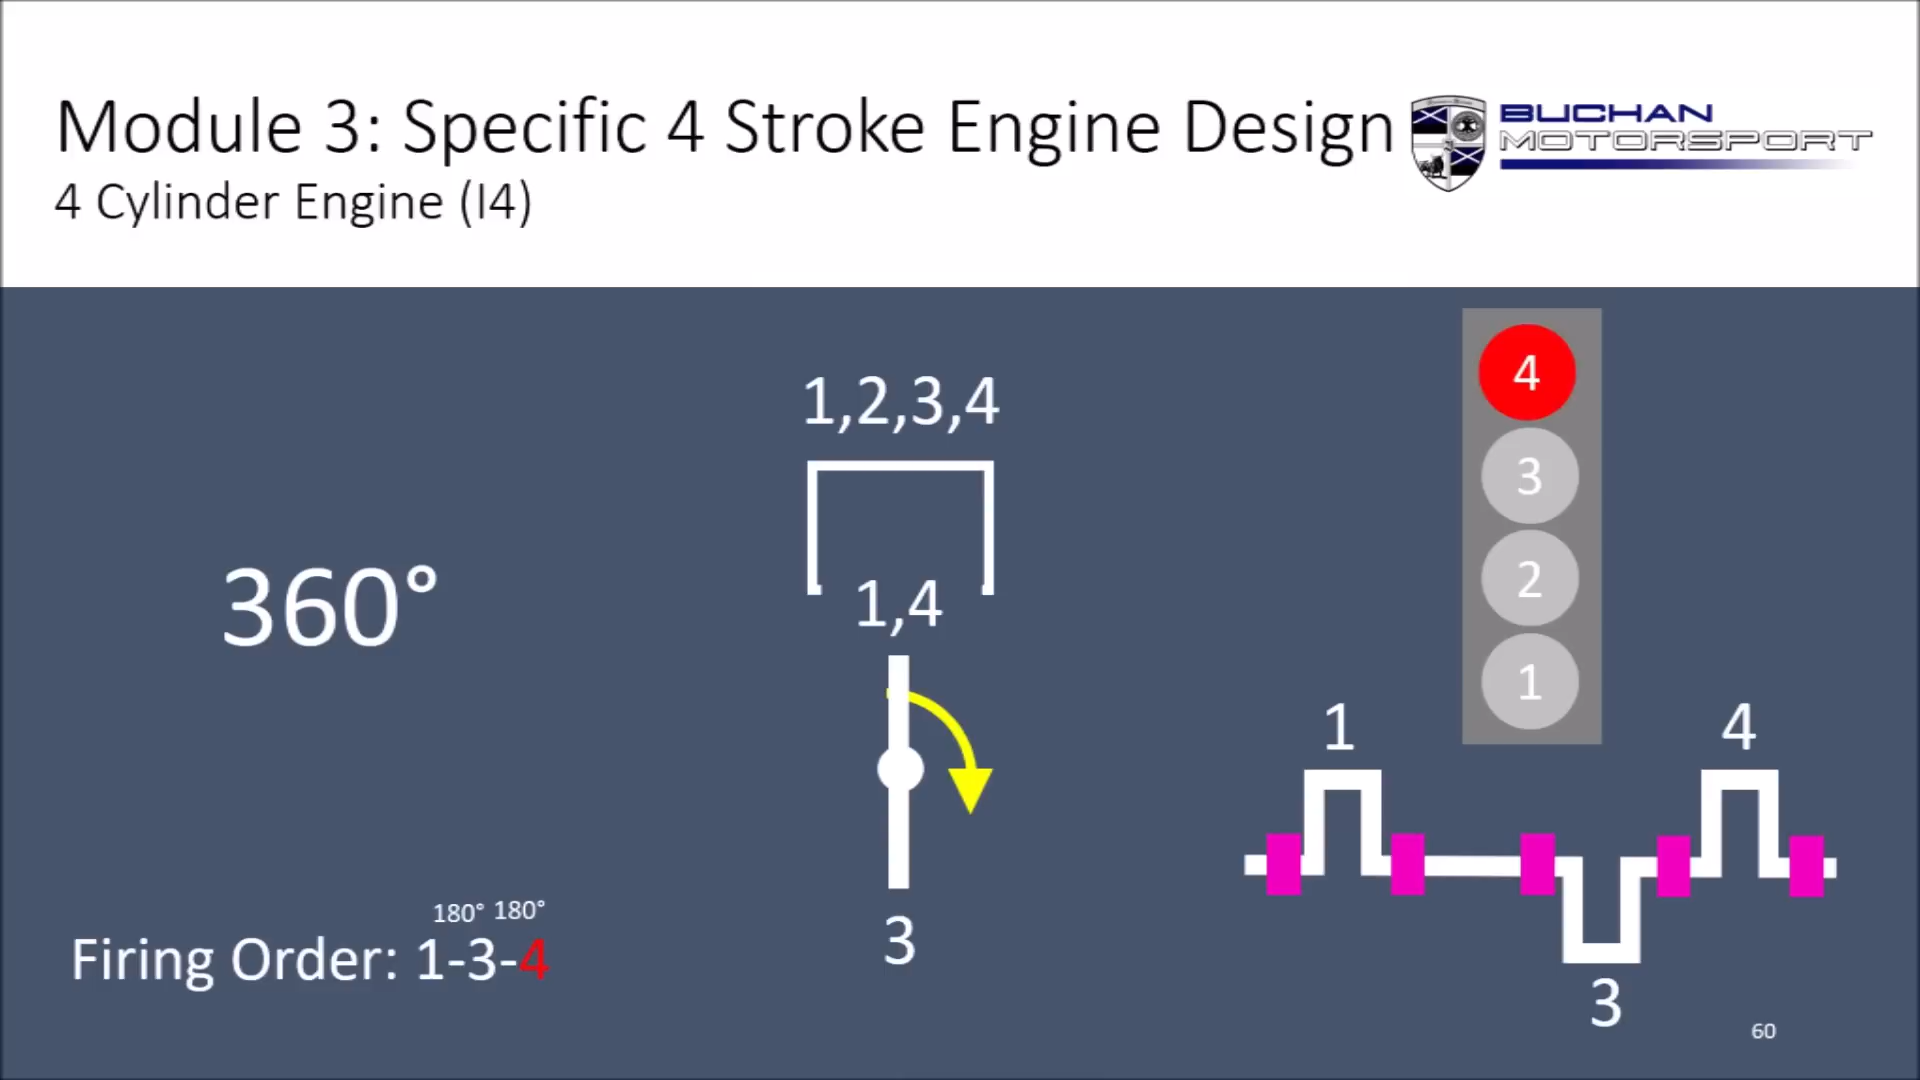 Module 3: Specific 4 Stroke Engine Design
4 Cylinder Engine (I4)
BUCHAN
MOTORSPORT
360°
1,2,3,4
1,4
3
4
3
2
1
1
4
3
180° 180°
Firing Order: 1-3-4
60